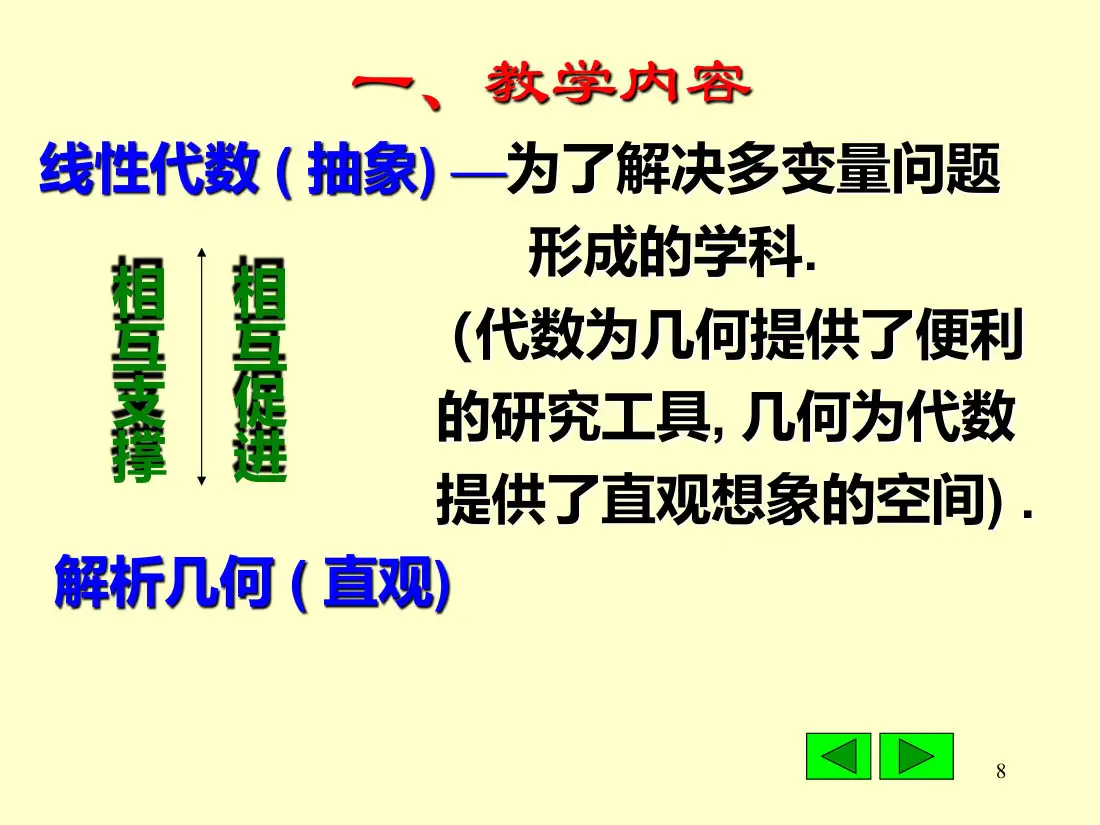 一、教学内容
线性代数 ( 抽象) —为了解决多变量问题
形成的学科.
相互支撑
相互促进
(代数为几何提供了便利
的研究工具, 几何为代数
提供了直观想象的空间) .
解析几何 ( 直观)
8